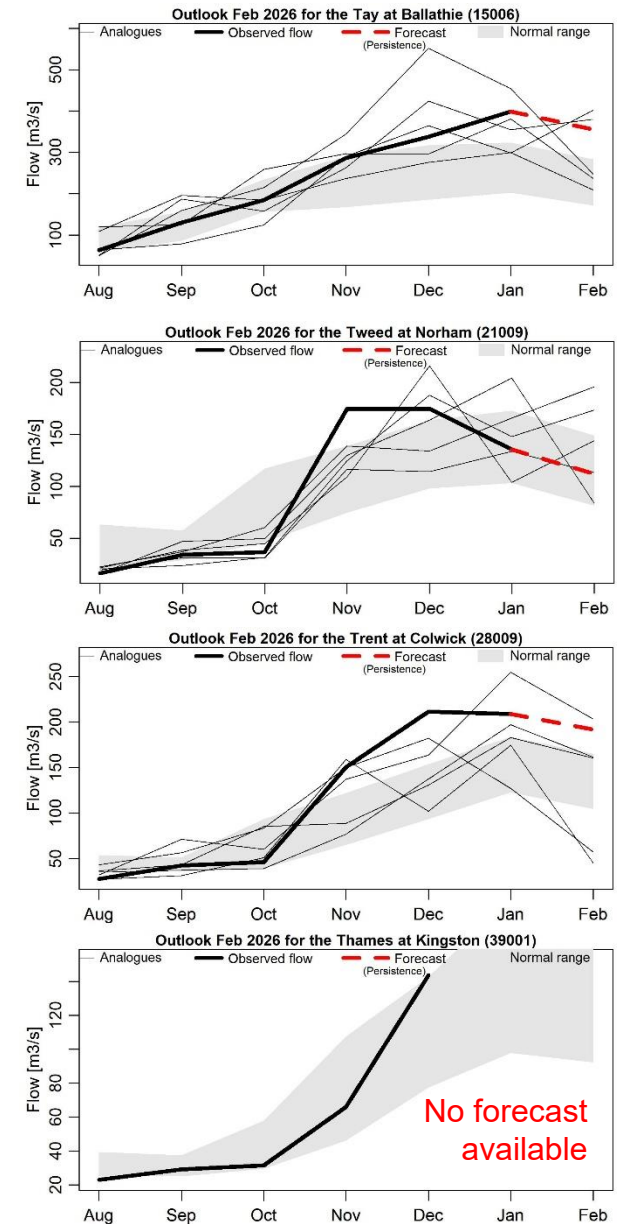 Outlook Feb 2026 for the Tay at Ballathie (15006)
Analogues Observed flow Forecast Normal range
(Persistence)
Flow [m3/s]
500
300
100
Aug Sep Oct Nov Dec Jan Feb
Outlook Feb 2026 for the Tweed at Norham (21009)
Analogues Observed flow Forecast Normal range
(Persistence)
Flow [m3/s]
200
150
100
50
Aug Sep Oct Nov Dec Jan Feb
Outlook Feb 2026 for the Trent at Colwick (28009)
Analogues Observed flow Forecast Normal range
(Persistence)
Flow [m3/s]
250
200
150
100
50
Aug Sep Oct Nov Dec Jan Feb
Outlook Feb 2026 for the Thames at Kingston (39001)
Analogues Observed flow Forecast Normal range
(Persistence)
Flow [m3/s]
120
80
60
40
20
No forecast
available
Aug Sep Oct Nov Dec Jan Feb